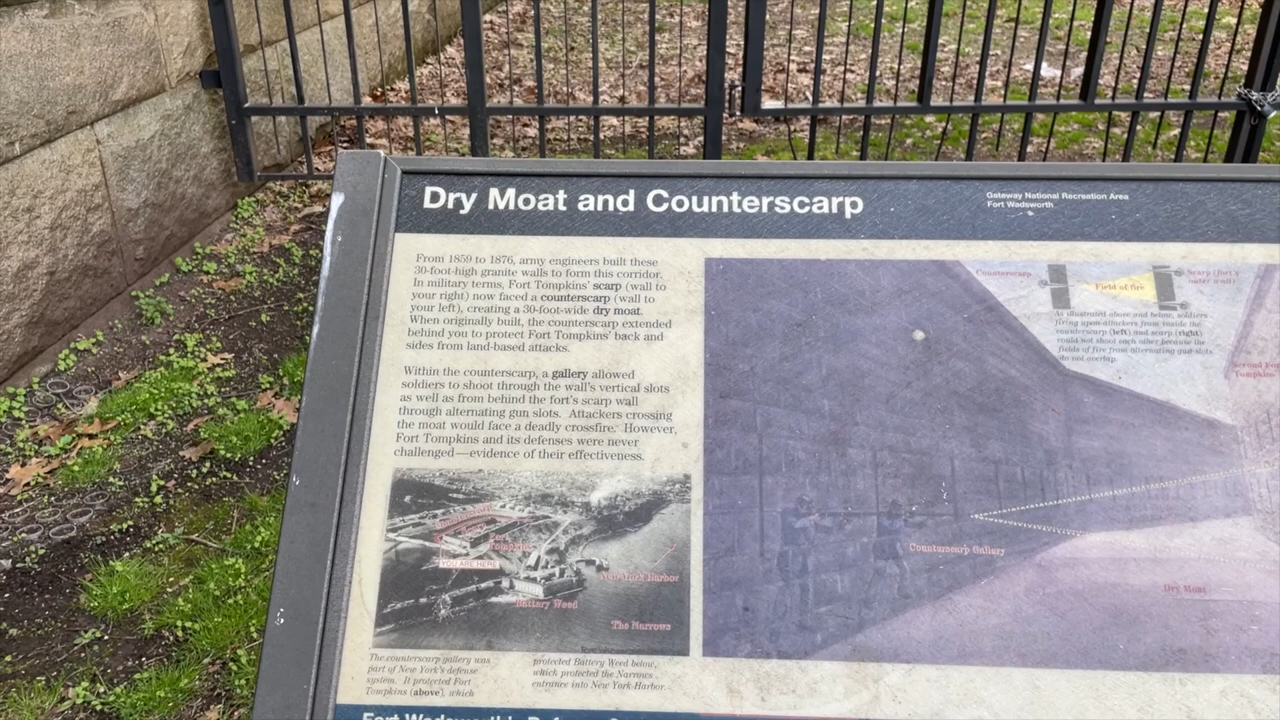 Dry Moat and Counterscarp
Gateway National Recreation Area
Fort Wadsworth
From 1859 to 1876, army engineers built these
30-foot-high granite walls to form this corridor.
In military terms, Fort Tompkins' scarp (wall to
your right) now faced a counterscarp (wall to
your left), creating a 30-foot-wide dry moat.
When originally built, the counterscarp extended
behind you to protect Fort Tompkins' back and
sides from land-based attacks.
Within the counterscarp, a gallery allowed
soldiers to shoot through the wall's vertical slots
as well as from behind the fort's scarp wall
through alternating gun slots. Attackers crossing
the moat would face a deadly crossfire. However,
Fort Tompkins and its defenses were never
challenged—evidence of their effectiveness.
Fort
Tompkins
YOU ARE HERE
New York Harbor
Battery Weed
The Narrows
The counterscarp gallery was
part of New York's defense
system. It protected Fort
Tompkins (above), which
protected Battery Weed below,
which protected the Narrows
entrance into New York Harbor.
Counterscarp
Field of fire
Scarp (fort's
outer wall)
As illustrated above and below, soldiers
firing upon attackers from inside the
counterscarp (left) and scarp (right)
could not shoot each other because the
fields of fire from alternating gun slots
do not overlap.
Second Fort
Tompkins
Counterscarp Gallery
Dry Moat